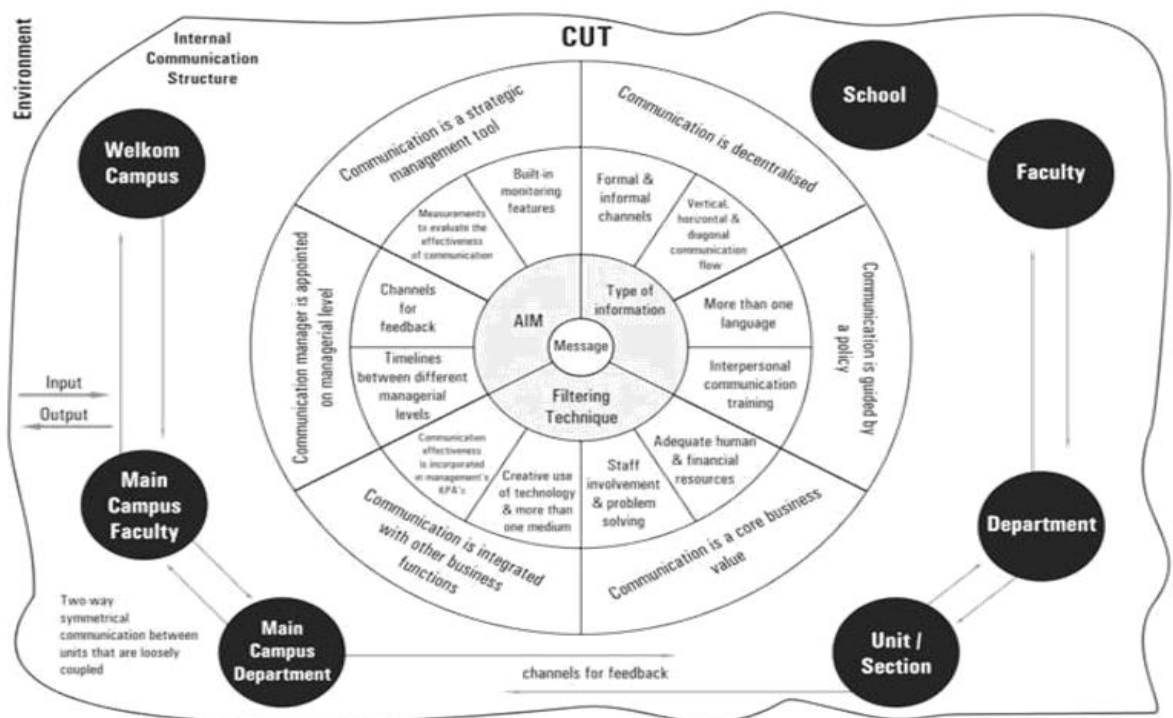 Environment
Internal
Communication
Structure
CUT
Welkom
Campus
School
Faculty
Communication is a strategic
management tool
Communication is decentralised
Communication manager is appointed
on managerial level
Communication is guided by
a policy
Communication is integrated
with other business
functions
Communication is a core business
value
Built-in
monitoring
features
Formal &
informal
channels
Measurements
to evaluate the
effectiveness
of communication
Vertical,
horizontal &
diagonal
communication
flow
Channels
for
feedback
More than one
language
Timelines
between different
managerial
levels
Interpersonal
communication
training
Communication
effectiveness
is incorporated
in management's
KPA's
Creative use
of technology
& more than
one medium
Staff
involvement
& problem
solving
Adequate human
& financial
resources
AIM
Type of
information
Message
Filtering
Technique
Input
Output
Main
Campus
Faculty
Department
Two-way
symmetrical
communication between
units that are loosely
coupled
Main
Campus
Department
channels for feedback
Unit /
Section